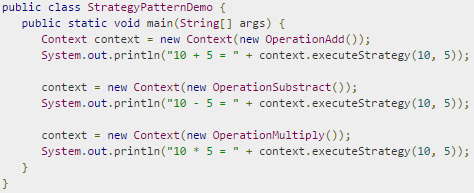 public class StrategyPatternDemo {
public static void main(String[] args) {
Context context = new Context(new OperationAdd());
System.out.println("10 + 5 = " + context.executeStrategy(10, 5));
context = new Context(new OperationSubstract());
System.out.println("10 - 5 = " + context.executeStrategy(10, 5));
context = new Context(new OperationMultiply());
System.out.println("10 * 5 = " + context.executeStrategy(10, 5));
}
}